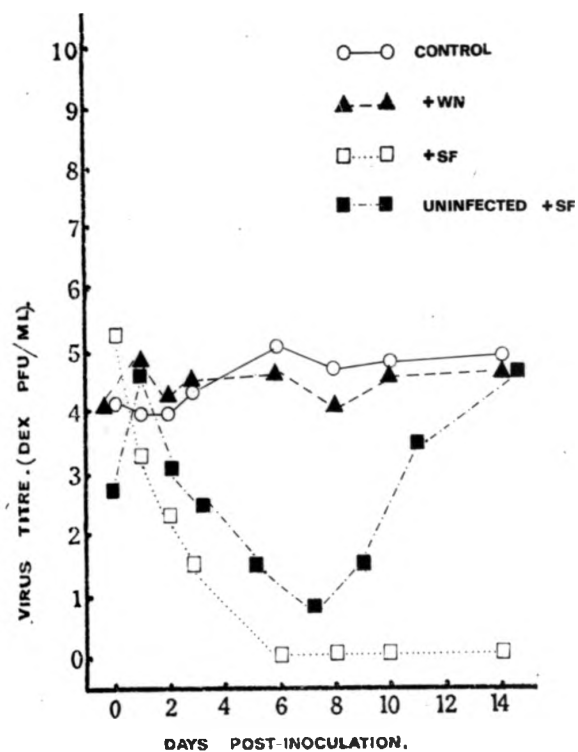 CONTROL
+WN
+SF
UNINFECTED +SF
VIRUS TITRE. (DEX PFU/ML).
10
9
8
7
6
5
4
3
2
1
0
0 2 4 6 8 10 12 14
DAYS POST-INOCULATION.